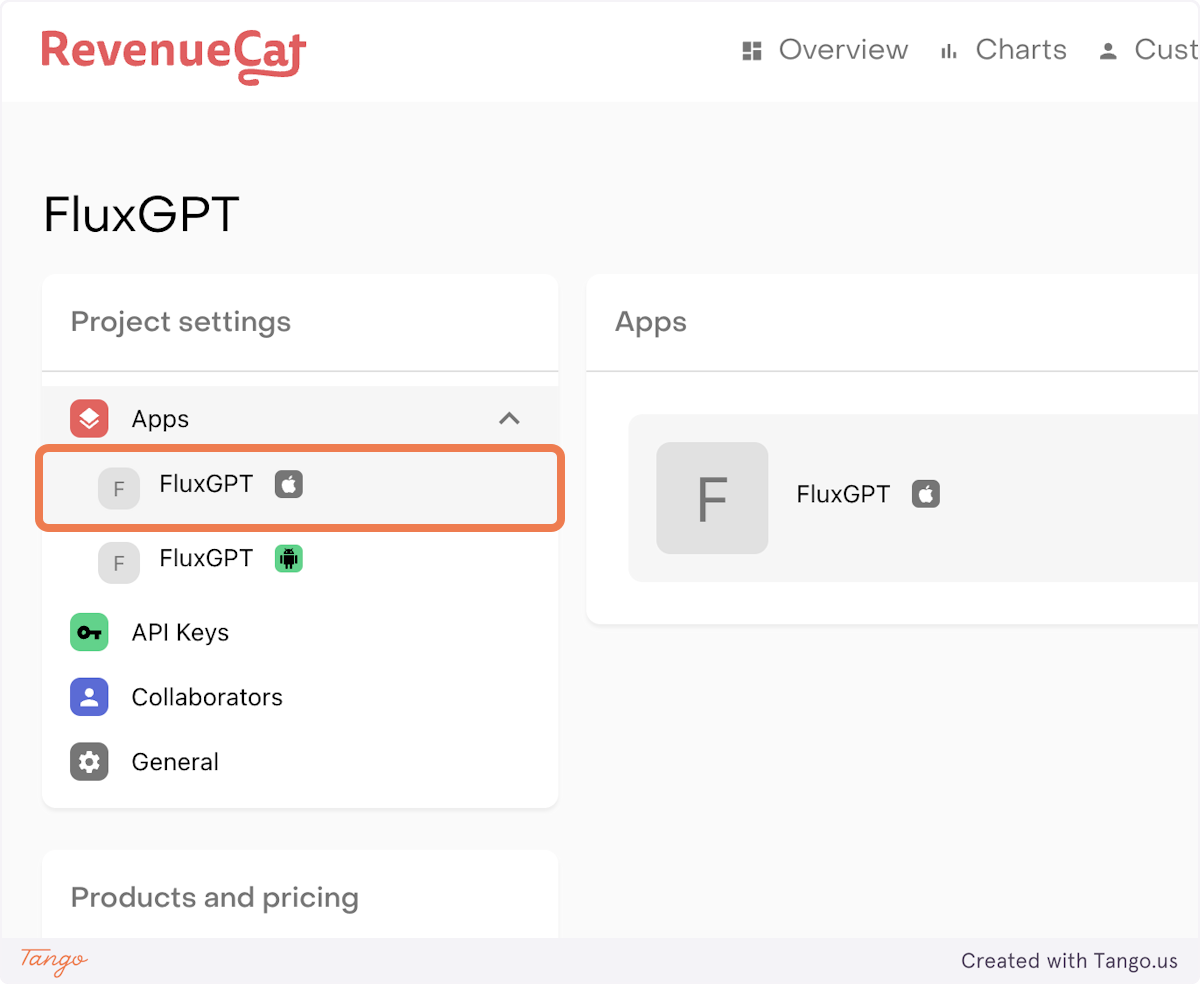 RevenueCat
Overview
Charts
Cust
FluxGPT
Project settings
Apps
F FluxGPT
F FluxGPT
API Keys
Collaborators
General
Products and pricing
Apps
F FluxGPT
Tango
Created with Tango.us